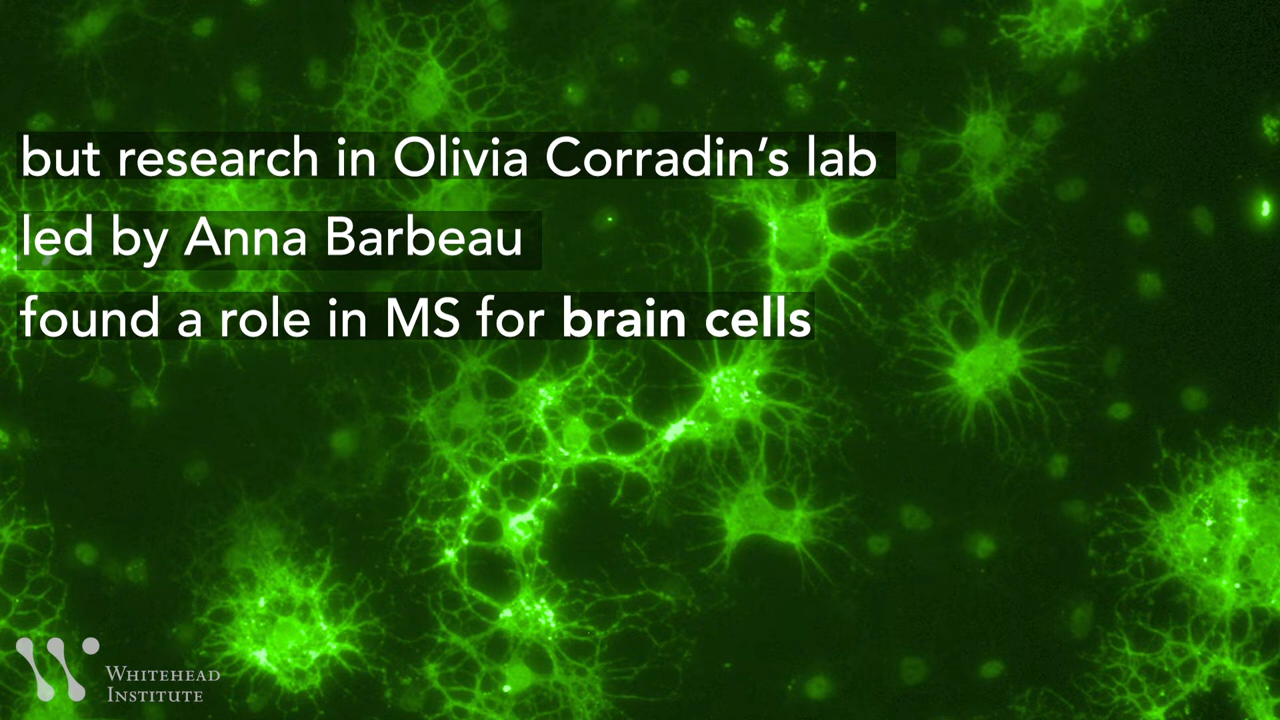 but research in Olivia Corradin’s lab
led by Anna Barbeau
found a role in MS for brain cells
WHITEHEAD
INSTITUTE